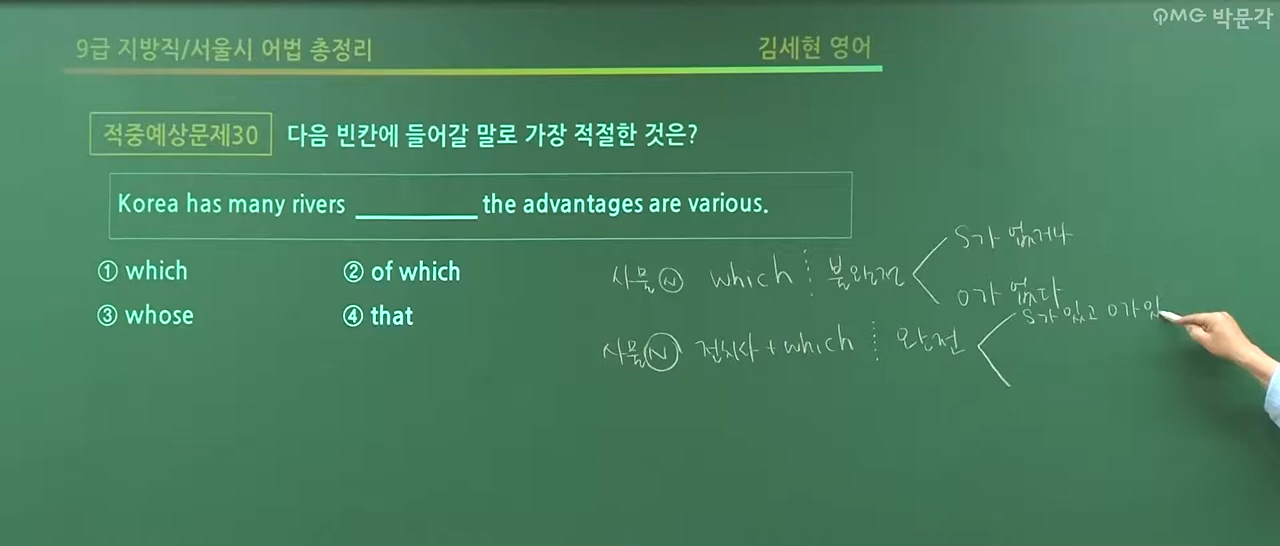 QMG 박문각
9급 지방직/서울시 어법 총정리
김세현 영어
적중예상문제30 다음 빈칸에 들어갈 말로 가장 적절한 것은?
Korea has many rivers __________ the advantages are various.
① which
② of which
③ whose
④ that
사물 Ⓝ which 불완전
S가 없거나
O가 없다
사물 Ⓝ 전치사 + which 완전
S가 있고 O가 있